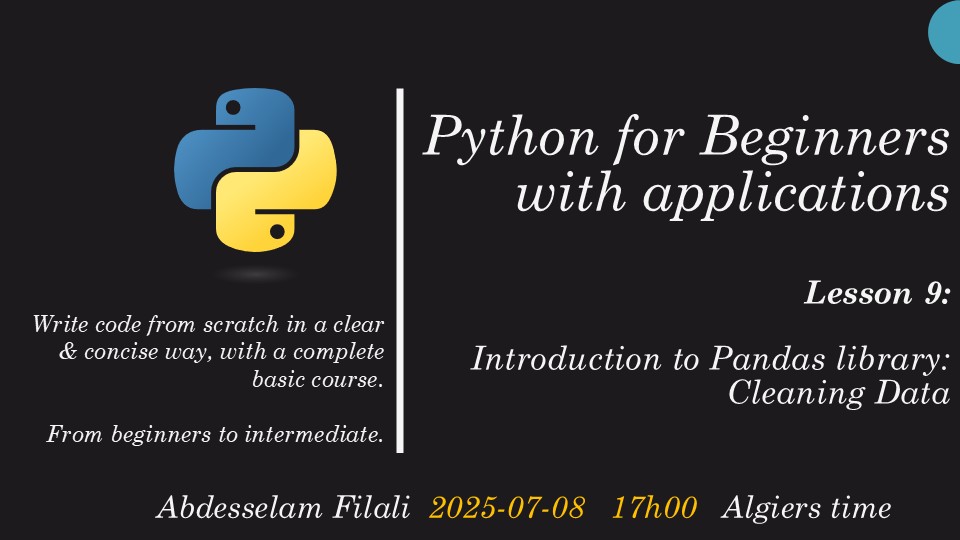 Python for Beginners
with applications
Lesson 9:
Introduction to Pandas library:
Cleaning Data
Write code from scratch in a clear
& concise way, with a complete
basic course.
From beginners to intermediate.
Abdesselam Filali 2025-07-08 17h00 Algiers time